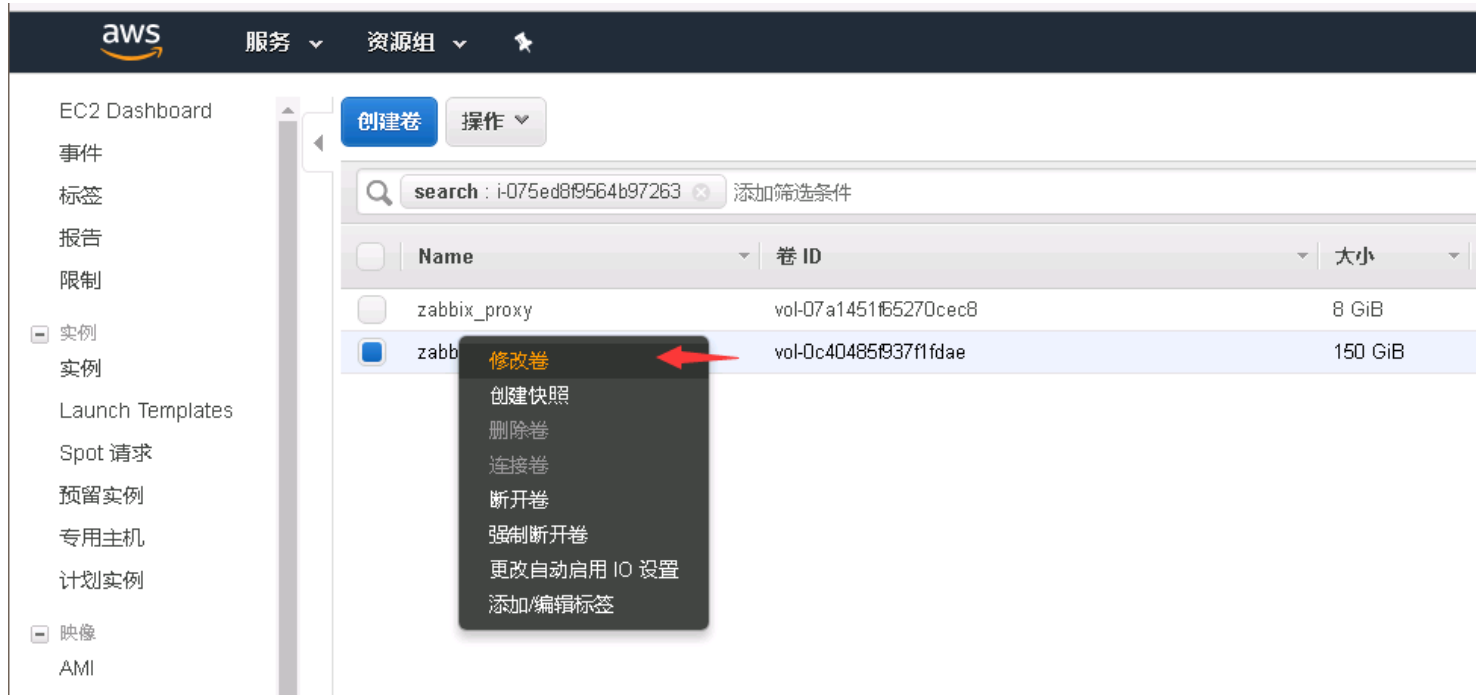 aws 服务 资源组
EC2 Dashboard
事件
标签
报告
限制
实例
实例
Launch Templates
Spot 请求
预留实例
专用主机
计划实例
映像
AMI
创建卷 操作
search : i-075ed8f9564b97263 添加筛选条件
Name 卷 ID 大小
zabbix_proxy vol-07a1451f65270cec8 8 GiB
zabb vol-0c40485f937f1fdae 150 GiB
修改卷
创建快照
删除卷
连接卷
断开卷
强制断开卷
更改自动启用 IO 设置
添加/编辑标签